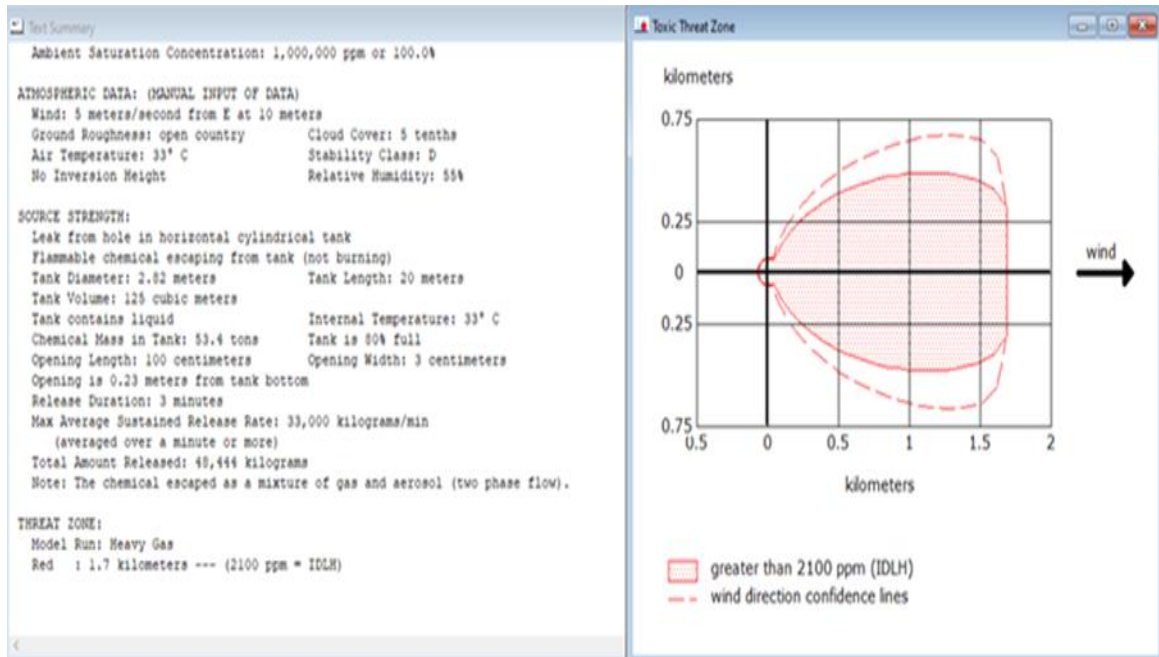 Text Summary
Ambient Saturation Concentration: 1,000,000 ppm or 100.0%
ATMOSPHERIC DATA: (MANUAL INPUT OF DATA)
Wind: 5 meters/second from E at 10 meters
Ground Roughness: open country Cloud Cover: 5 tenths
Air Temperature: 33° C Stability Class: D
No Inversion Height Relative Humidity: 55%
SOURCE STRENGTH:
Leak from hole in horizontal cylindrical tank
Flammable chemical escaping from tank (not burning)
Tank Diameter: 2.82 meters Tank Length: 20 meters
Tank Volume: 125 cubic meters
Tank contains liquid Internal Temperature: 33° C
Chemical Mass in Tank: 53.4 tons Tank is 80% full
Opening Length: 100 centimeters Opening Width: 3 centimeters
Opening is 0.23 meters from tank bottom
Release Duration: 3 minutes
Max Average Sustained Release Rate: 33,000 kilograms/min
(averaged over a minute or more)
Total Amount Released: 48,444 kilograms
Note: The chemical escaped as a mixture of gas and aerosol (two phase flow).
THREAT ZONE:
Model Run: Heavy Gas
Red : 1.7 kilometers --- (2100 ppm = IDLH)
Toxic Threat Zone
kilometers
0.75
0.25
0
0.25
0.75
0.5 0 0.5 1 1.5 2
kilometers
wind
greater than 2100 ppm (IDLH)
wind direction confidence lines